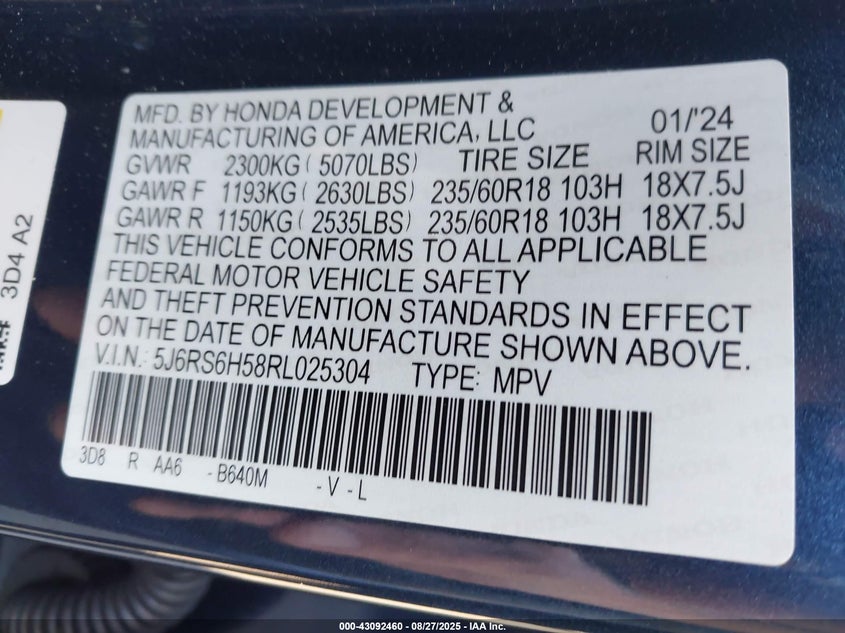 MFD. BY HONDA DEVELOPMENT &
MANUFACTURING OF AMERICA, LLC 01/'24
GVWR 2300KG ( 5070LBS) TIRE SIZE RIM SIZE
GAWR F 1193KG ( 2630LBS) 235/60R18 103H 18X7.5J
GAWR R 1150KG ( 2535LBS) 235/60R18 103H 18X7.5J
THIS VEHICLE CONFORMS TO ALL APPLICABLE
FEDERAL MOTOR VEHICLE SAFETY
AND THEFT PREVENTION STANDARDS IN EFFECT
ON THE DATE OF MANUFACTURE SHOWN ABOVE.
V.I.N.: 5J6RS6H58RL025304 TYPE: MPV
3D8 R AA6 -B640M -V-L
3D4 A2
000-43092460 - 08/27/2025 - IAA Inc.